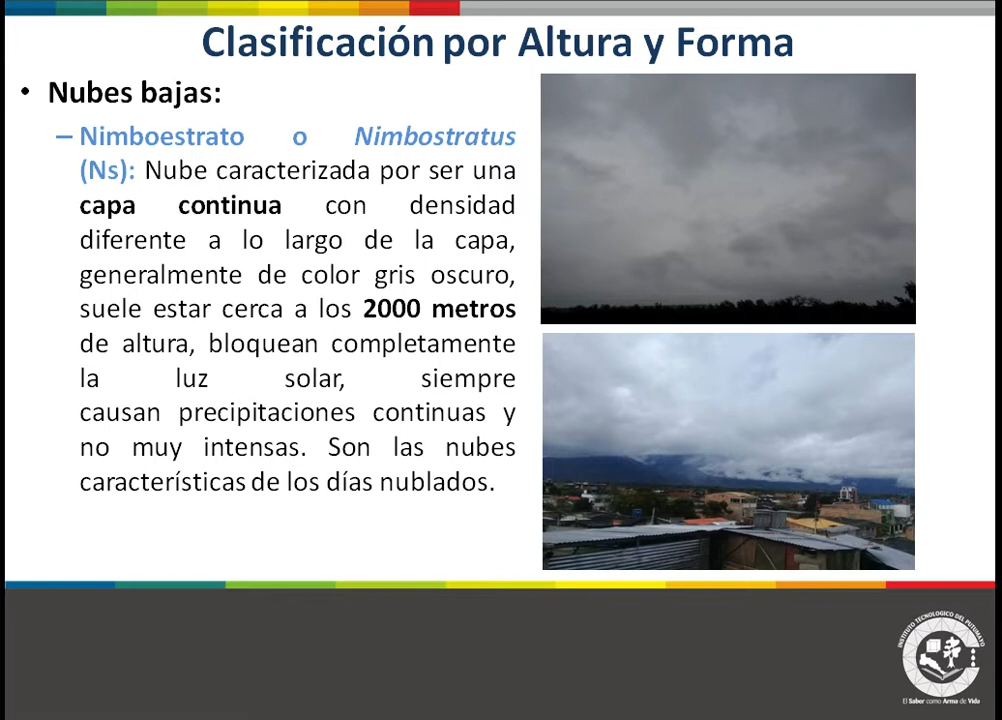 Clasificación por Altura y Forma
• Nubes bajas:
– Nimboestrato o Nimbostratus
(Ns): Nube caracterizada por ser una
capa continua con densidad
diferente a lo largo de la capa,
generalmente de color gris oscuro,
suele estar cerca a los 2000 metros
de altura, bloquean completamente
la luz solar, siempre
causan precipitaciones continuas y
no muy intensas. Son las nubes
características de los días nublados.
INSTITUTO TECNOLOGICO DEL PUTUMAYO
El Saber como Arma de Vida